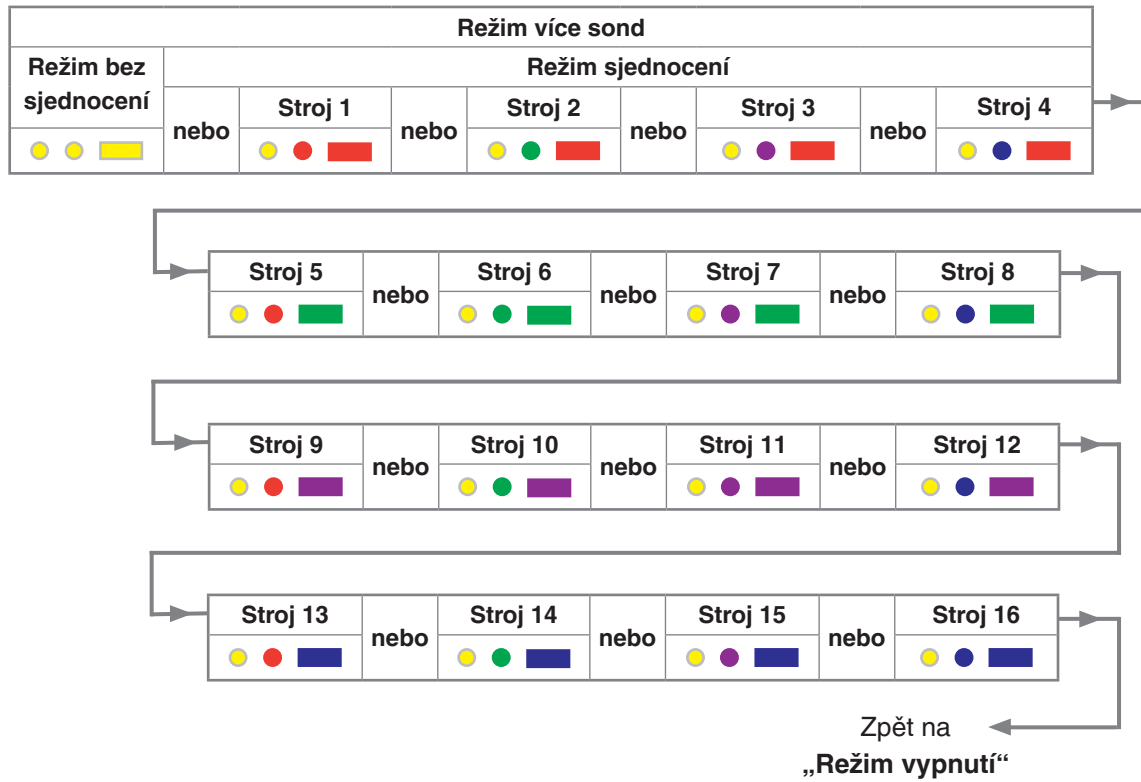 Režim více sond
Režim bez
sjednocení
Režim sjednocení
nebo
Stroj 1
nebo
Stroj 2
nebo
Stroj 3
nebo
Stroj 4
Stroj 5
nebo
Stroj 6
nebo
Stroj 7
nebo
Stroj 8
Stroj 9
nebo
Stroj 10
nebo
Stroj 11
nebo
Stroj 12
Stroj 13
nebo
Stroj 14
nebo
Stroj 15
nebo
Stroj 16
Zpět na
„Režim vypnutí“